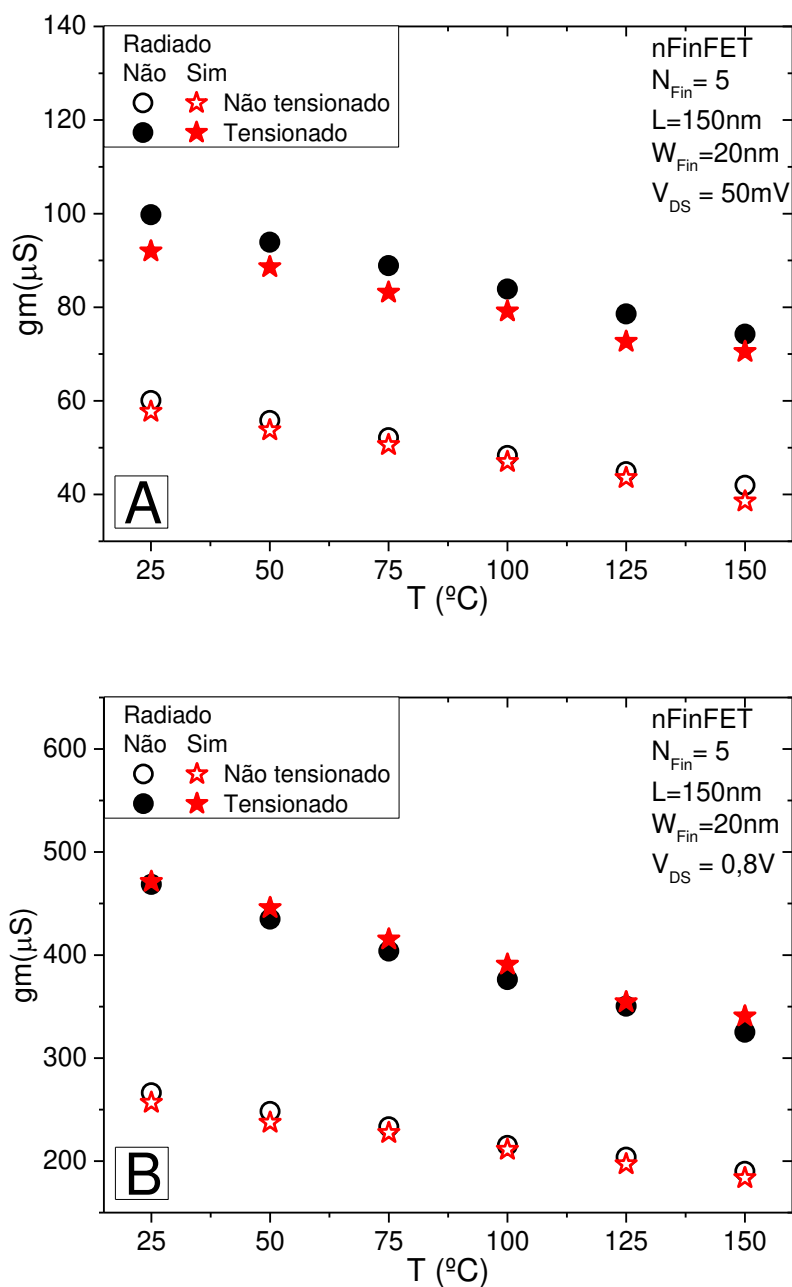 Radiado
Não Sim
Não tensionado
Tensionado
nFinFET
N_Fin= 5
L=150nm
W_Fin=20nm
V_DS = 50mV
gm(μS)
140
120
100
80
60
40
A
25 50 75 100 125 150
T (ºC)
Radiado
Não Sim
Não tensionado
Tensionado
nFinFET
N_Fin= 5
L=150nm
W_Fin=20nm
V_DS = 0,8V
gm(μS)
600
500
400
300
200
B
25 50 75 100 125 150
T (ºC)